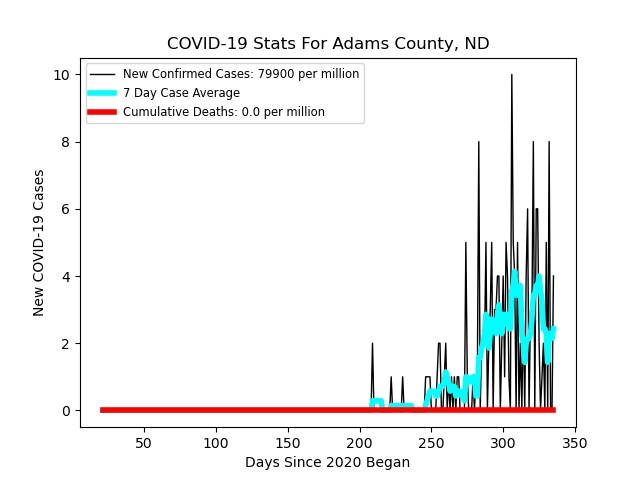 COVID-19 Stats For Adams County, ND
New Confirmed Cases: 79900 per million
7 Day Case Average
Cumulative Deaths: 0.0 per million
New COVID-19 Cases
10
8
6
4
2
0
50 100 150 200 250 300 350
Days Since 2020 Began